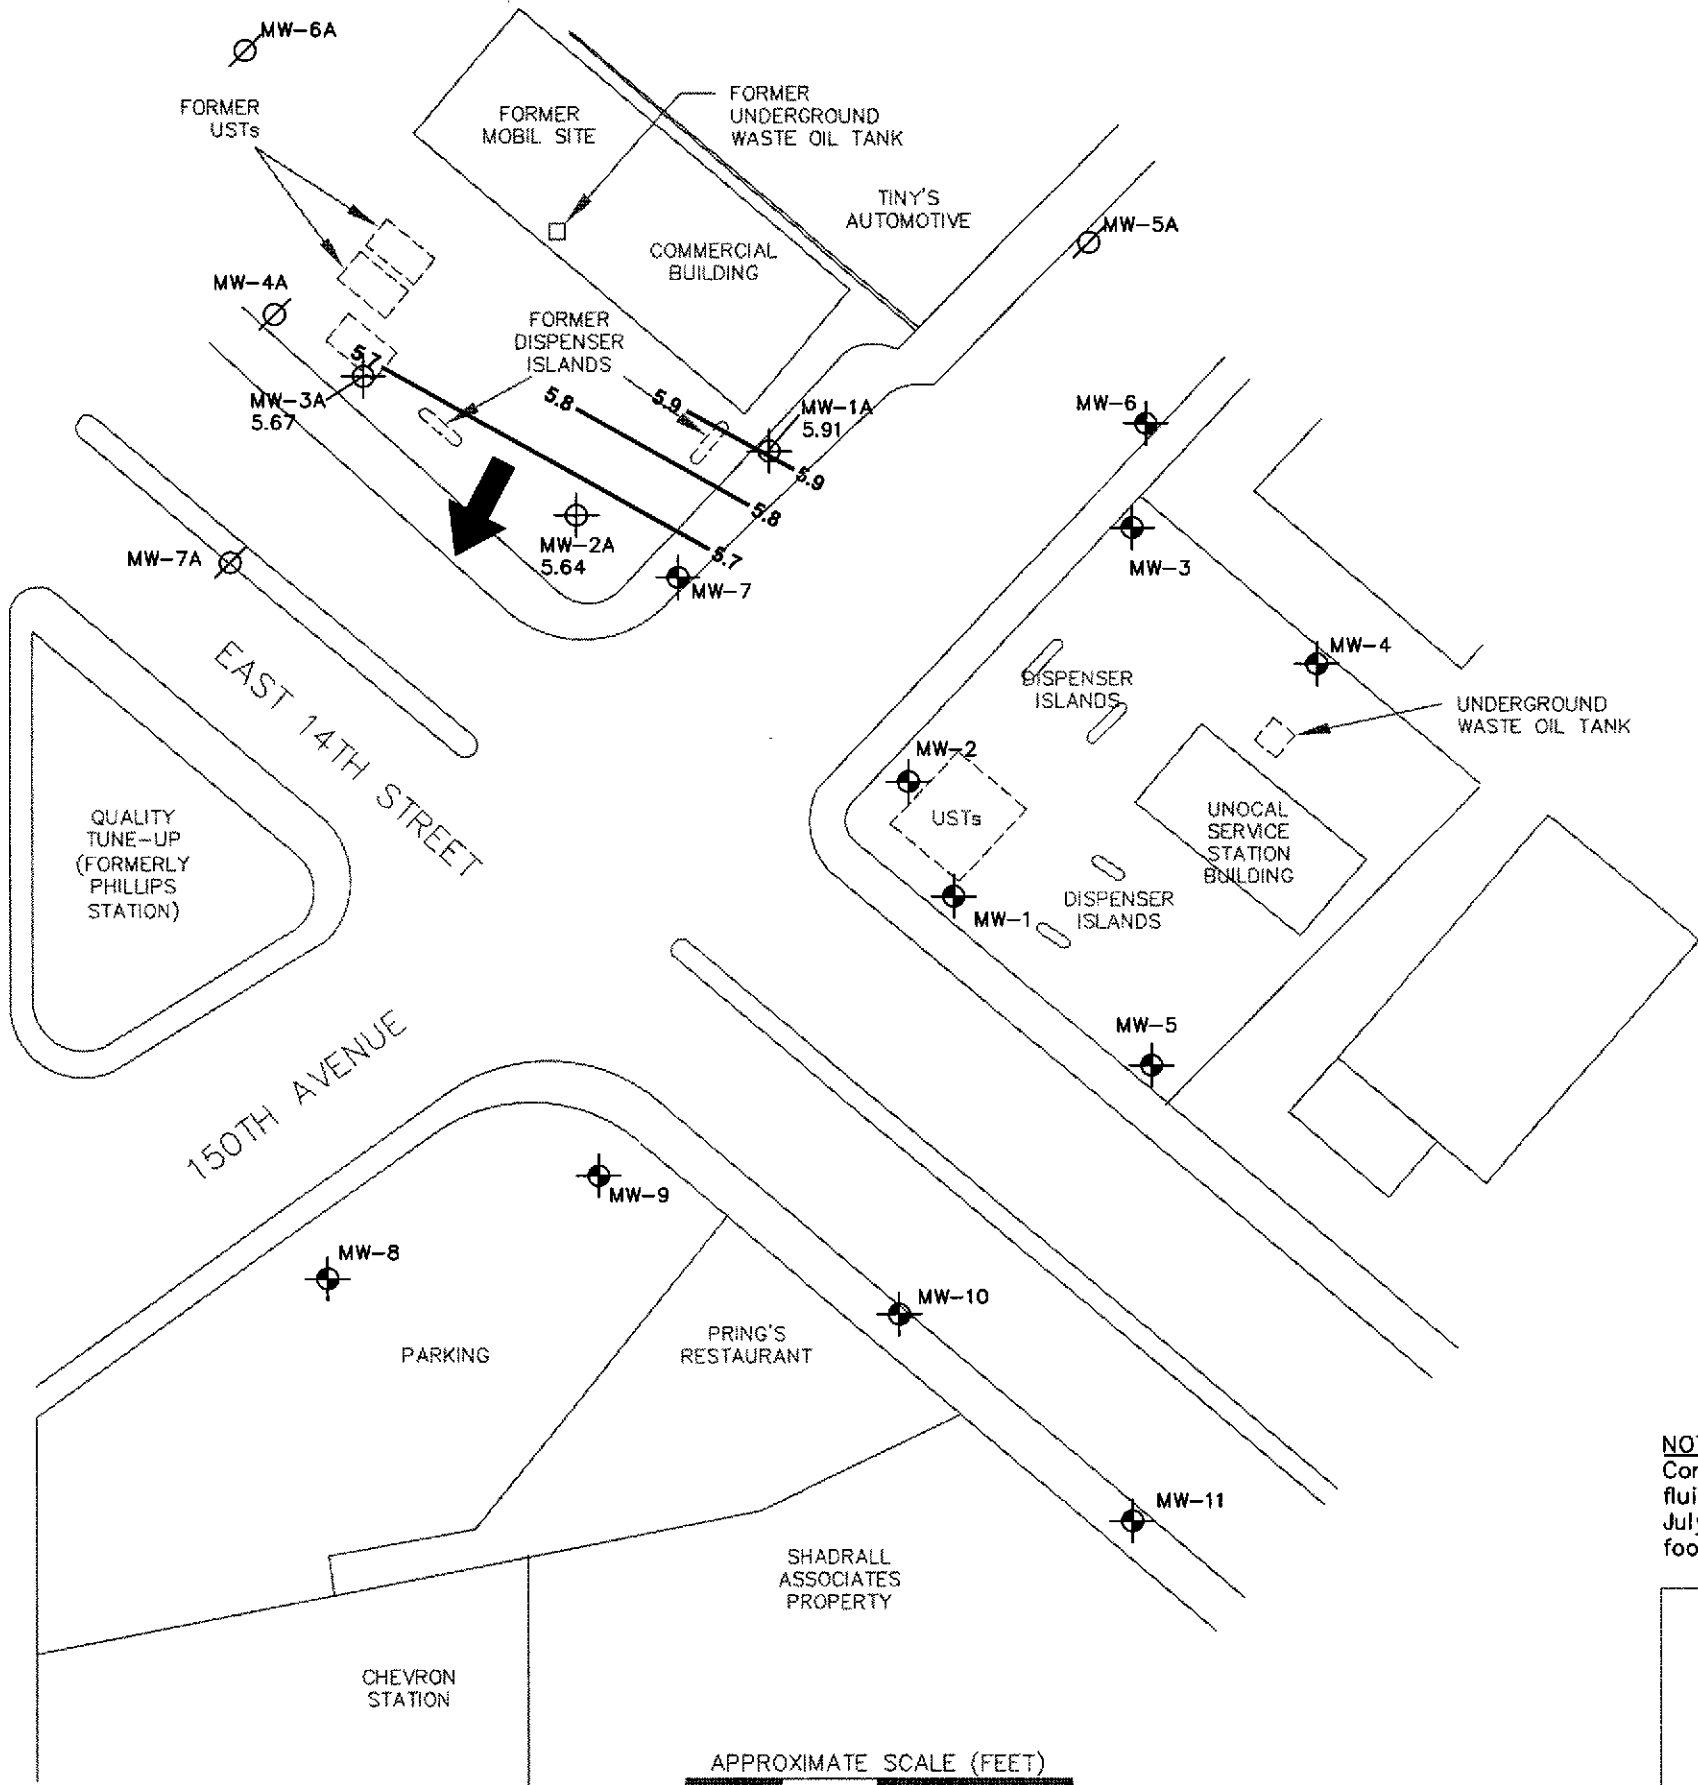 MW-6A
FORMER
USTs
FORMER
MOBIL SITE
FORMER
UNDERGROUND
WASTE OIL TANK
TINY'S
AUTOMOTIVE
COMMERCIAL
BUILDING
MW-5A
MW-4A
FORMER
DISPENSER
ISLANDS
5.7
5.8
5.9
MW-3A
5.67
MW-1A
5.91
5.9
5.8
5.7
MW-2A
5.64
MW-7
MW-7A
MW-6
MW-3
MW-4
DISPENSER
ISLANDS
UNDERGROUND
WASTE OIL TANK
EAST 14TH STREET
MW-2
USTs
UNOCAL
SERVICE
STATION
BUILDING
QUALITY
TUNE-UP
(FORMERLY
PHILLIPS
STATION)
MW-1
DISPENSER
ISLANDS
MW-5
150TH AVENUE
MW-9
MW-8
MW-10
PARKING
PRING'S
RESTAURANT
MW-11
SHADRALL
ASSOCIATES
PROPERTY
CHEVRON
STATION
APPROXIMATE SCALE (FEET)